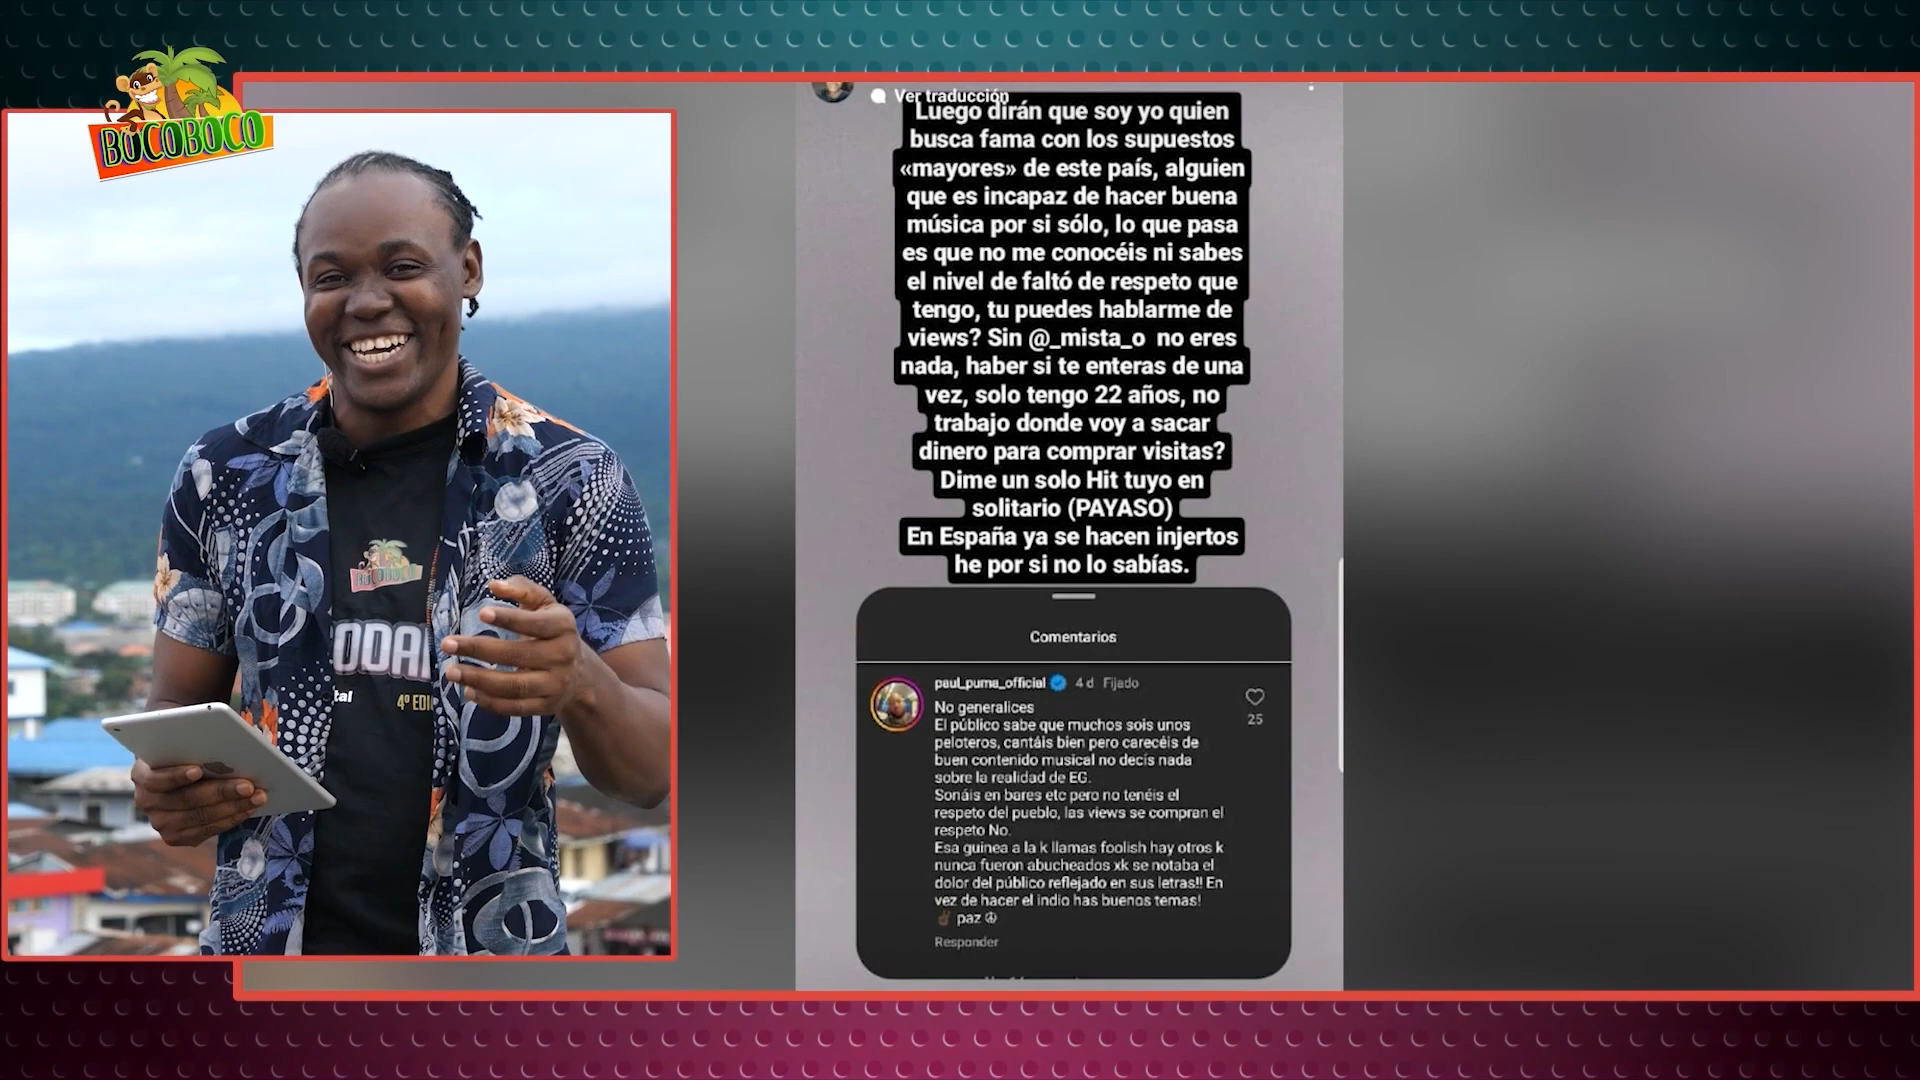 BOCOBOCO
BOCOBOCO
ODA
tal
4º EDI
Ver traducción
Luego dirán que soy yo quien
busca fama con los supuestos
«mayores» de este país, alguien
que es incapaz de hacer buena
música por si sólo, lo que pasa
es que no me conocéis ni sabes
el nivel de faltó de respeto que
tengo, tu puedes hablarme de
views? Sin @_mista_o no eres
nada, haber si te enteras de una
vez, solo tengo 22 años, no
trabajo donde voy a sacar
dinero para comprar visitas?
Dime un solo Hit tuyo en
solitario (PAYASO)
En España ya se hacen injertos
he por si no lo sabías.
Comentarios
paul_puma_official 4 d Fijado
No generalices
El público sabe que muchos sois unos
peloteros, cantáis bien pero carecéis de
buen contenido musical no decís nada
sobre la realidad de EG.
Sonáis en bares etc pero no tenéis el
respeto del pueblo, las views se compran el
respeto No.
Esa guinea a la k llamas foolish hay otros k
nunca fueron abucheados xk se notaba el
dolor del público reflejado en sus letras!! En
vez de hacer el indio has buenos temas!
✌🏿 paz ☮
25
Responder